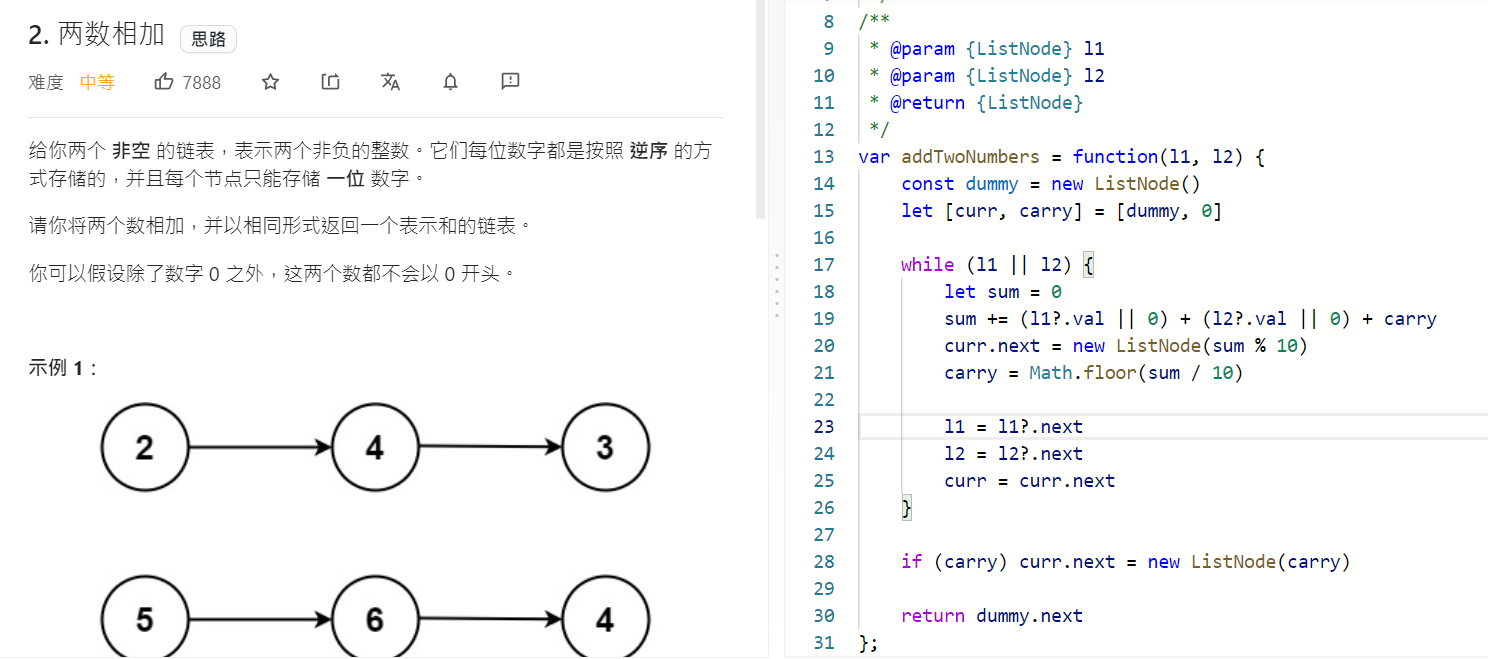 2. 两数相加 思路
难度 中等 7888
给你两个 非空 的链表，表示两个非负的整数。它们每位数字都是按照 逆序 的方
式存储的，并且每个节点只能存储 一位 数字。
请你将两个数相加，并以相同形式返回一个表示和的链表。
你可以假设除了数字 0 之外，这两个数都不会以 0 开头。
示例 1：
2 4 3
5 6 4
8 /**
9  * @param {ListNode} l1
10  * @param {ListNode} l2
11  * @return {ListNode}
12  */
13 var addTwoNumbers = function(l1, l2) {
14     const dummy = new ListNode()
15     let [curr, carry] = [dummy, 0]
16
17     while (l1 || l2) {
18         let sum = 0
19         sum += (l1?.val || 0) + (l2?.val || 0) + carry
20         curr.next = new ListNode(sum % 10)
21         carry = Math.floor(sum / 10)
22
23         l1 = l1?.next
24         l2 = l2?.next
25         curr = curr.next
26     }
27
28     if (carry) curr.next = new ListNode(carry)
29
30     return dummy.next
31 };